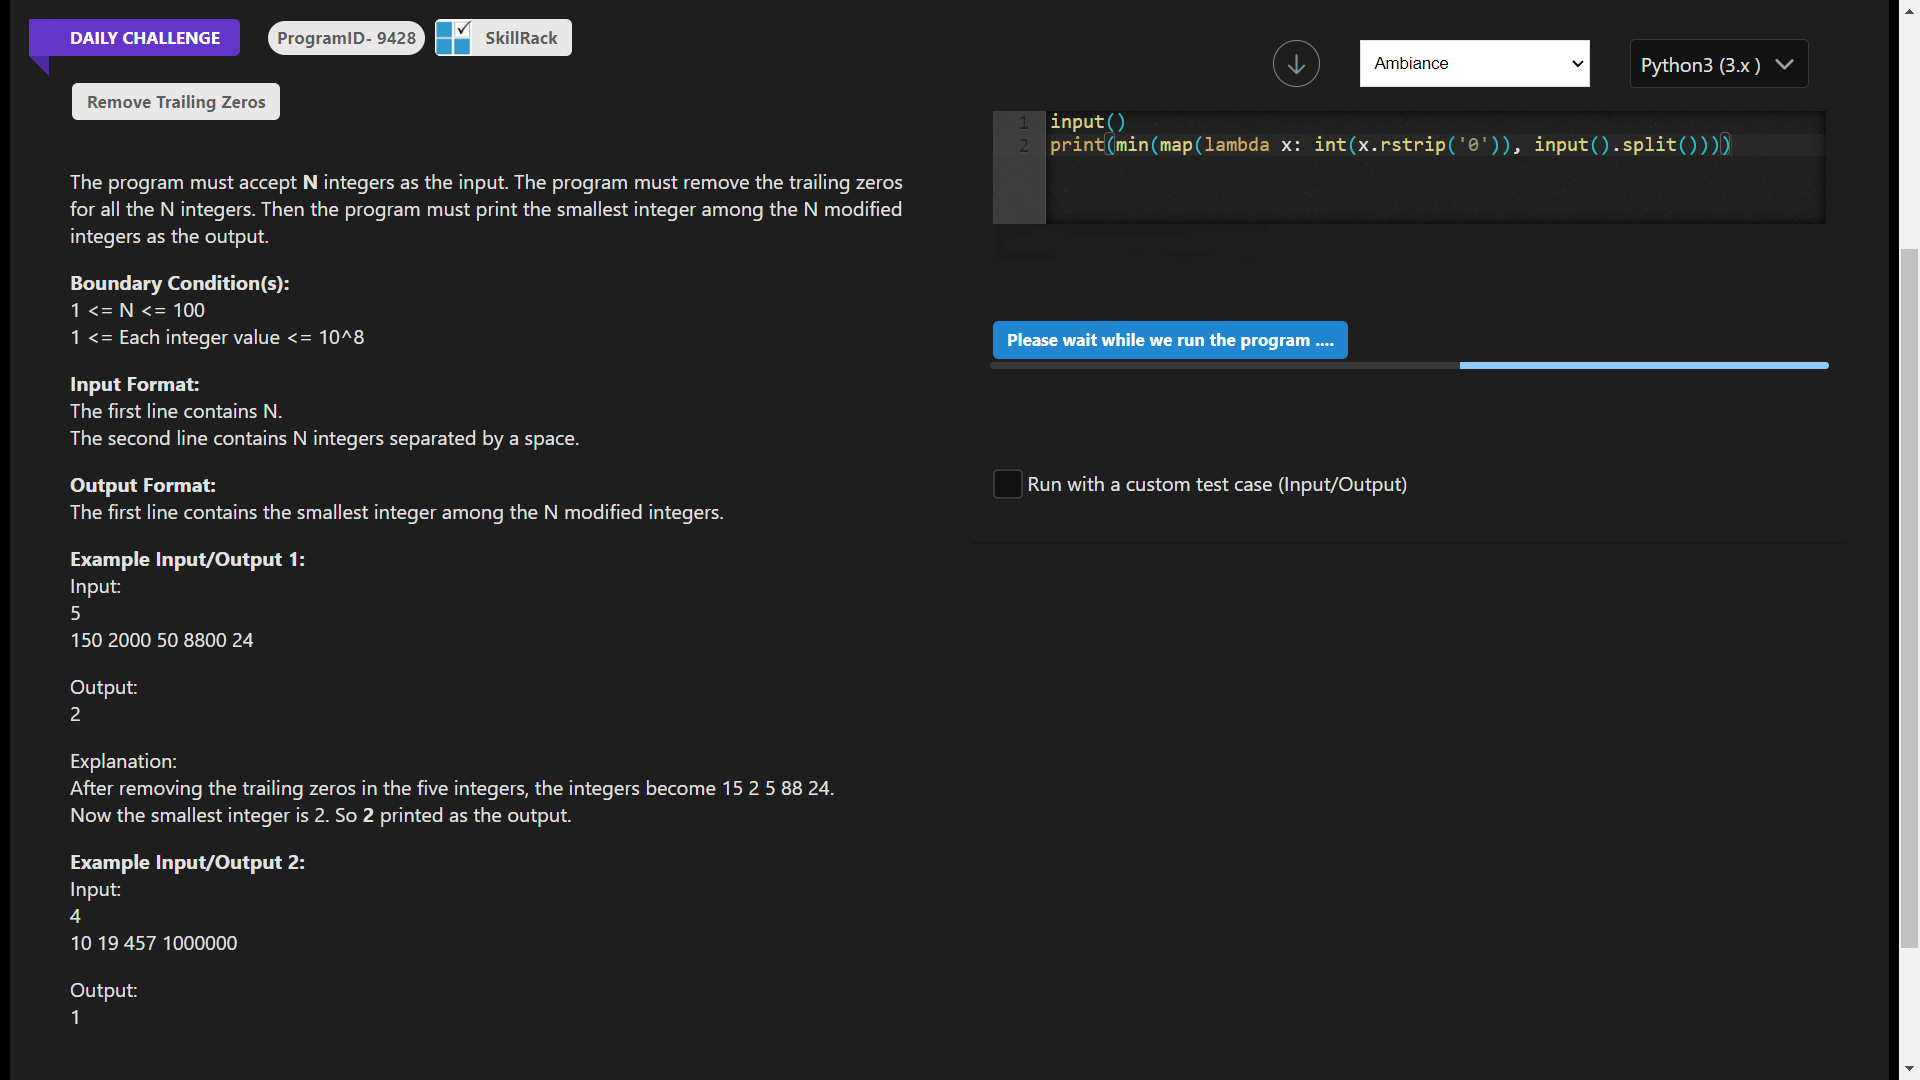 DAILY CHALLENGE
ProgramID- 9428
SkillRack
Remove Trailing Zeros
The program must accept N integers as the input. The program must remove the trailing zeros
for all the N integers. Then the program must print the smallest integer among the N modified
integers as the output.
Boundary Condition(s):
1 <= N <= 100
1 <= Each integer value <= 10^8
Input Format:
The first line contains N.
The second line contains N integers separated by a space.
Output Format:
The first line contains the smallest integer among the N modified integers.
Example Input/Output 1:
Input:
5
150 2000 50 8800 24
Output:
2
Explanation:
After removing the trailing zeros in the five integers, the integers become 15 2 5 88 24.
Now the smallest integer is 2. So 2 printed as the output.
Example Input/Output 2:
Input:
4
10 19 457 1000000
Output:
1
Ambiance
Python3 (3.x )
1 input()
2 print(min(map(lambda x: int(x.rstrip('0')), input().split())))
Please wait while we run the program ....
Run with a custom test case (Input/Output)